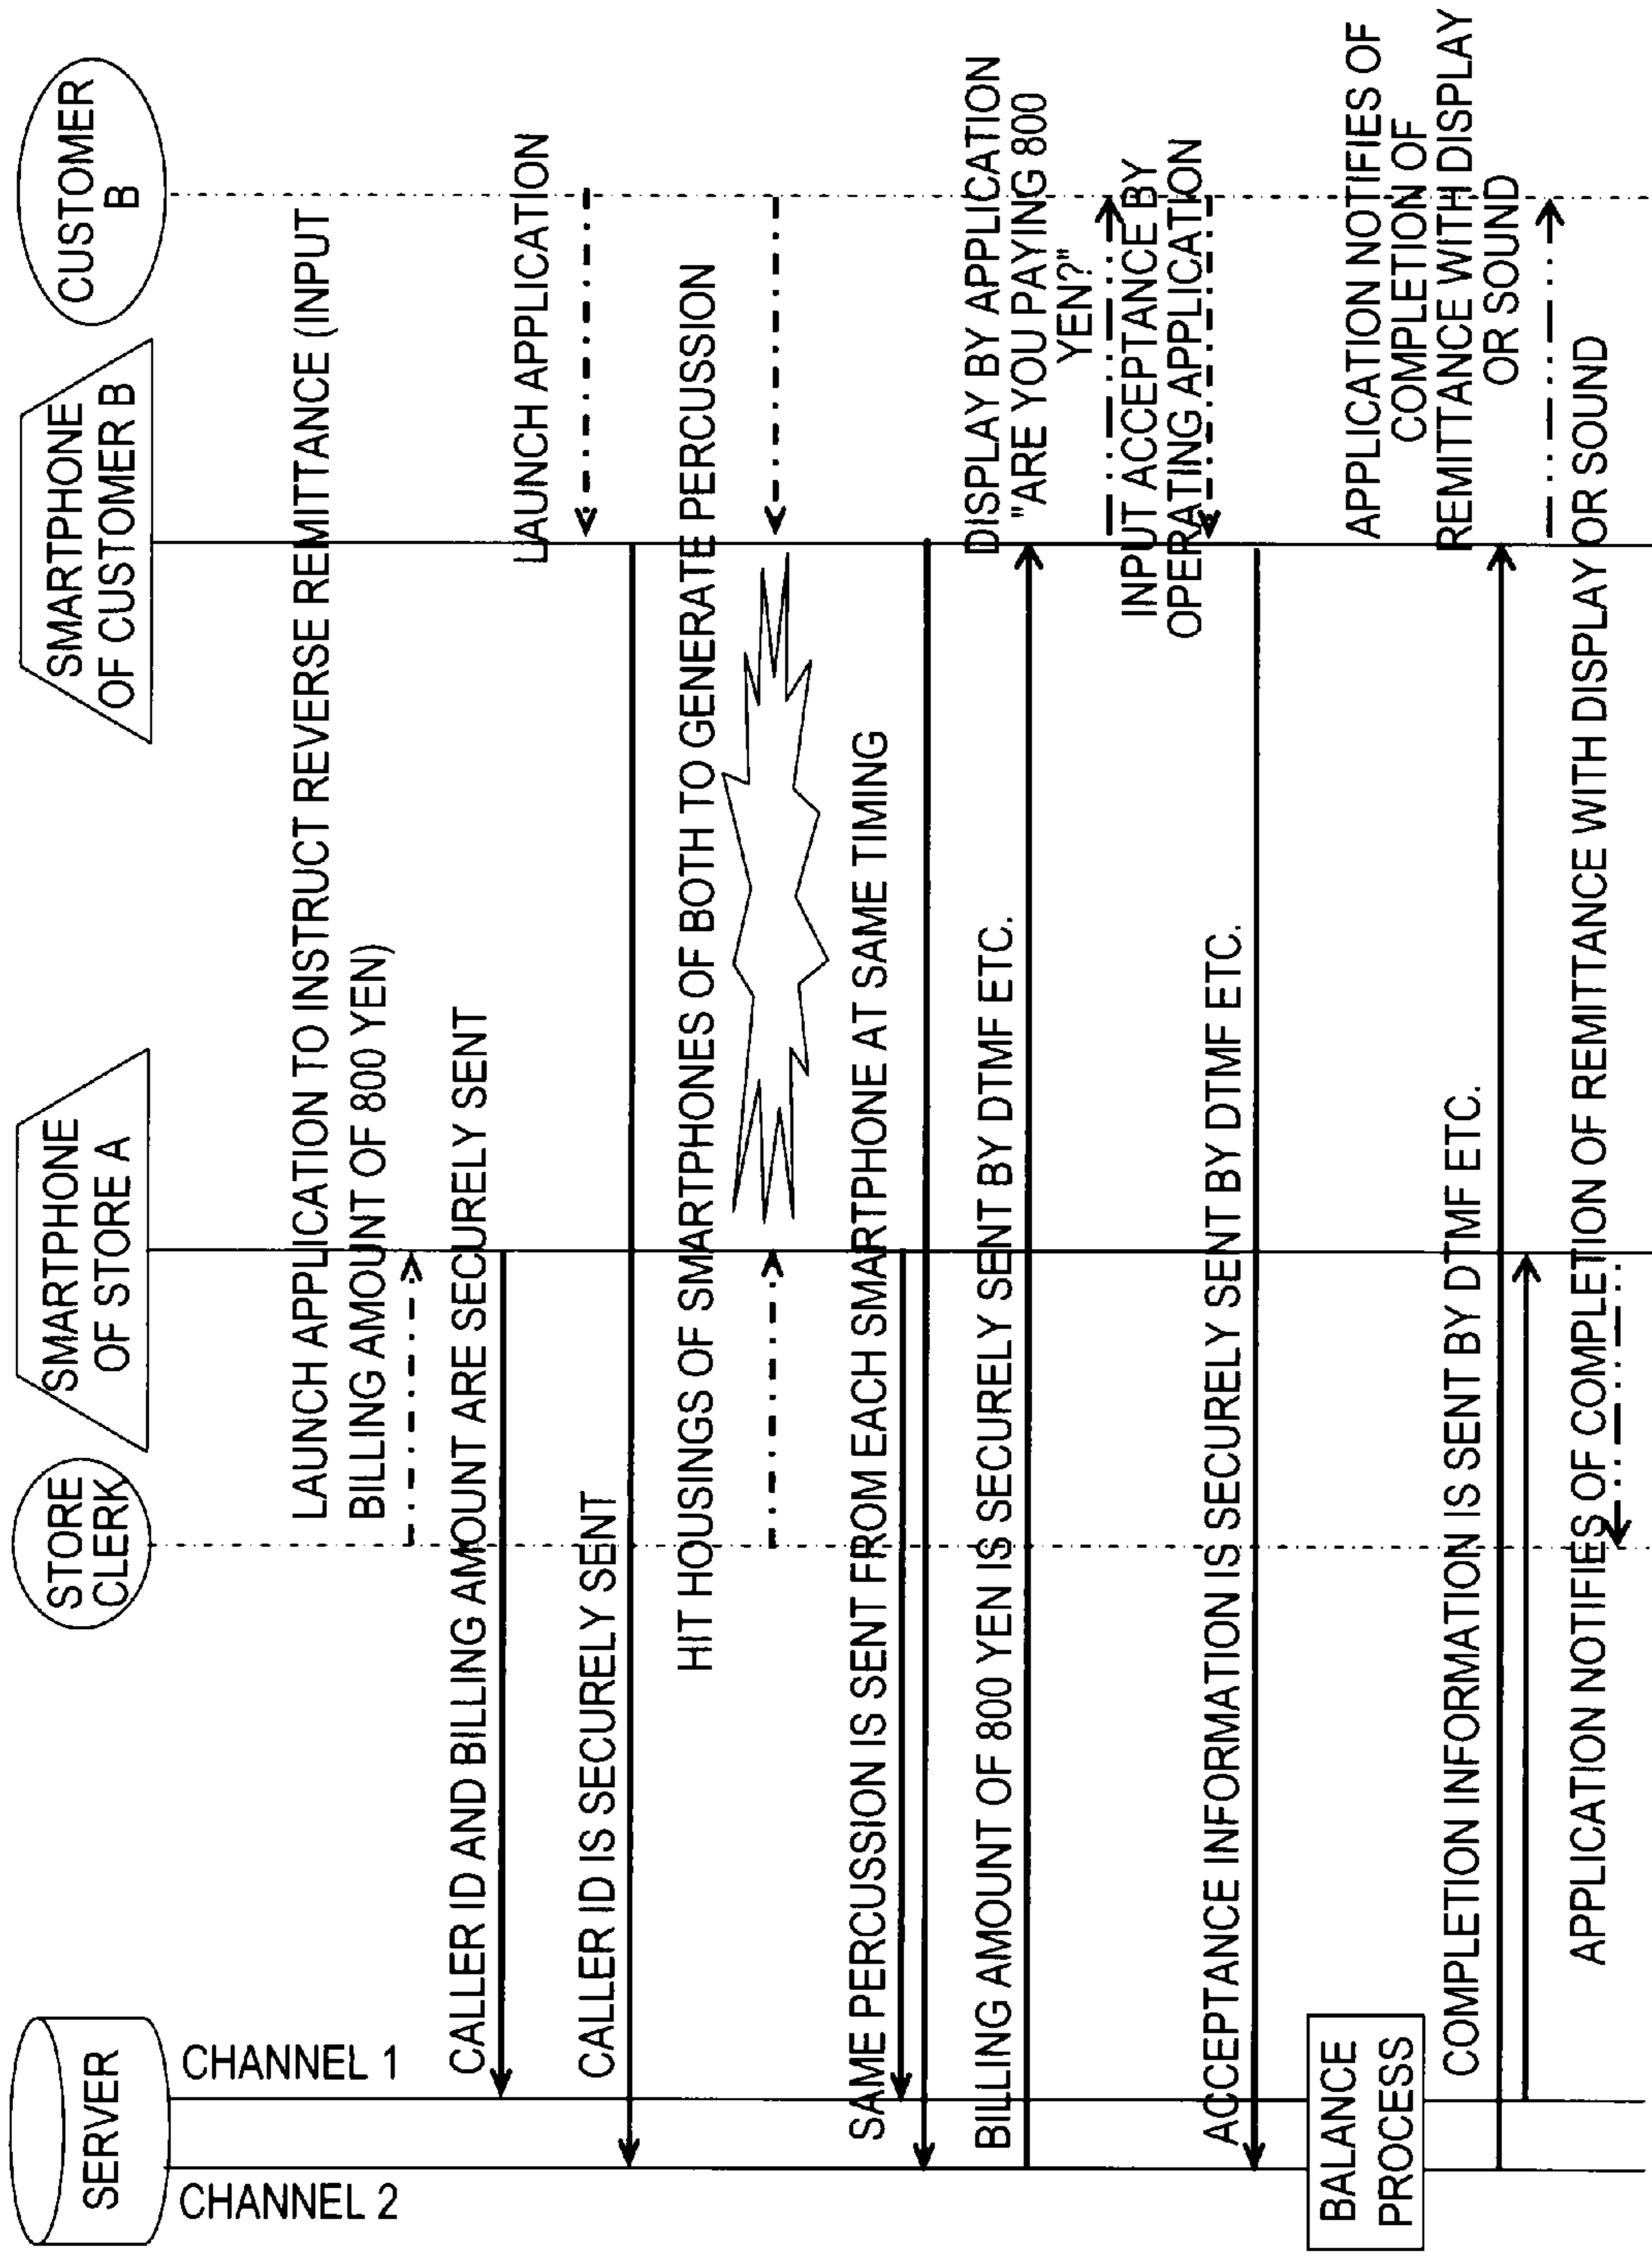 SERVER
CHANNEL 1
CHANNEL 2
STORE
CLERK
SMARTPHONE
OF STORE A
SMARTPHONE
OF CUSTOMER B
CUSTOMER
B
LAUNCH APPLICATION TO INSTRUCT REVERSE REMITTANCE (INPUT
BILLING AMOUNT OF 800 YEN)
CALLER ID AND BILLING AMOUNT ARE SECURELY SENT
LAUNCH APPLICATION
CALLER ID IS SECURELY SENT
HIT HOUSINGS OF SMARTPHONES OF BOTH TO GENERATE PERCUSSION
SAME PERCUSSION IS SENT FROM EACH SMARTPHONE AT SAME TIMING
BILLING AMOUNT OF 800 YEN IS SECURELY SENT BY DTMF ETC.
DISPLAY BY APPLICATION
"ARE YOU PAYING 800
YEN?"
INPUT ACCEPTANCE BY
OPERATING APPLICATION
ACCEPTANCE INFORMATION IS SECURELY SENT BY DTMF ETC.
BALANCE
PROCESS
COMPLETION INFORMATION IS SENT BY DTMF ETC.
APPLICATION NOTIFIES OF
COMPLETION OF
REMITTANCE WITH DISPLAY
OR SOUND
APPLICATION NOTIFIES OF COMPLETION OF REMITTANCE WITH DISPLAY OR SOUND